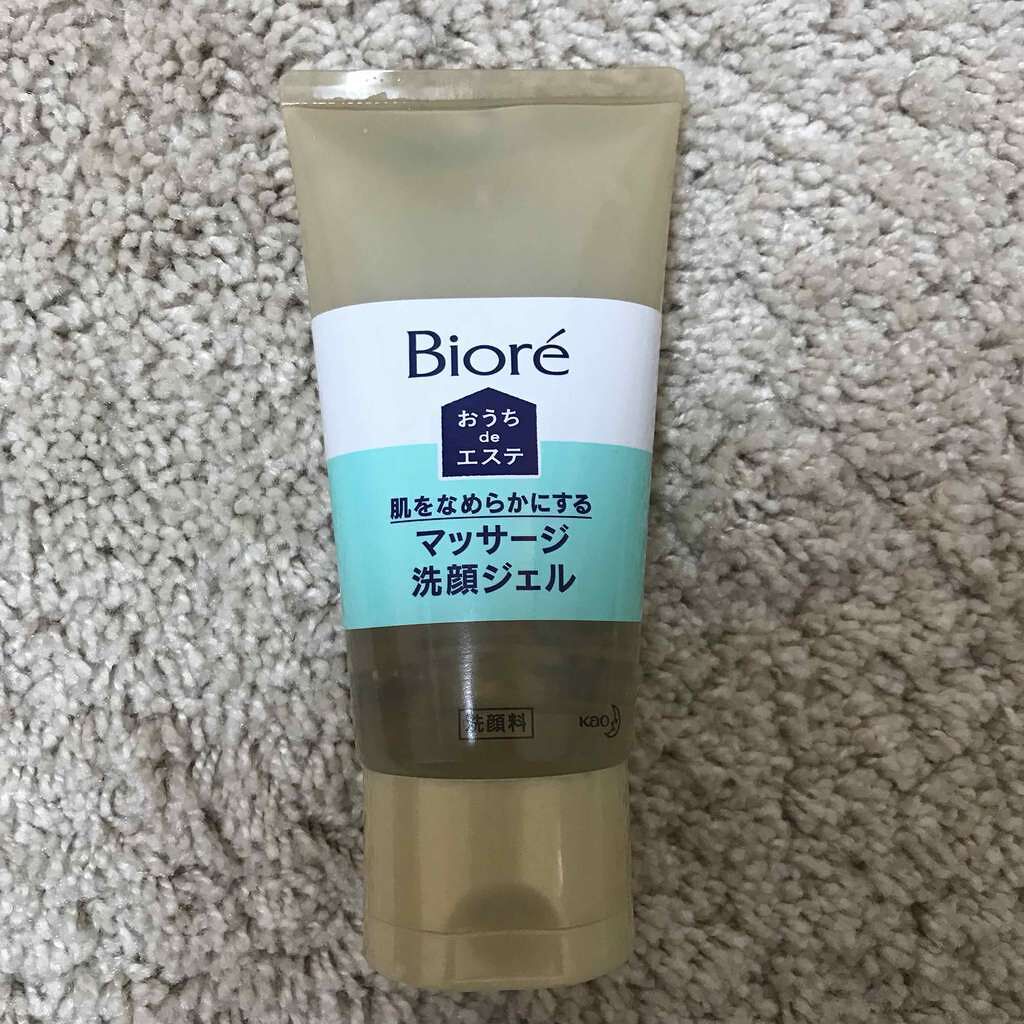 Bioré
おうち
de
エステ
肌をなめらかにする
マッサージ
洗顔ジェル
洗顔料
Kao